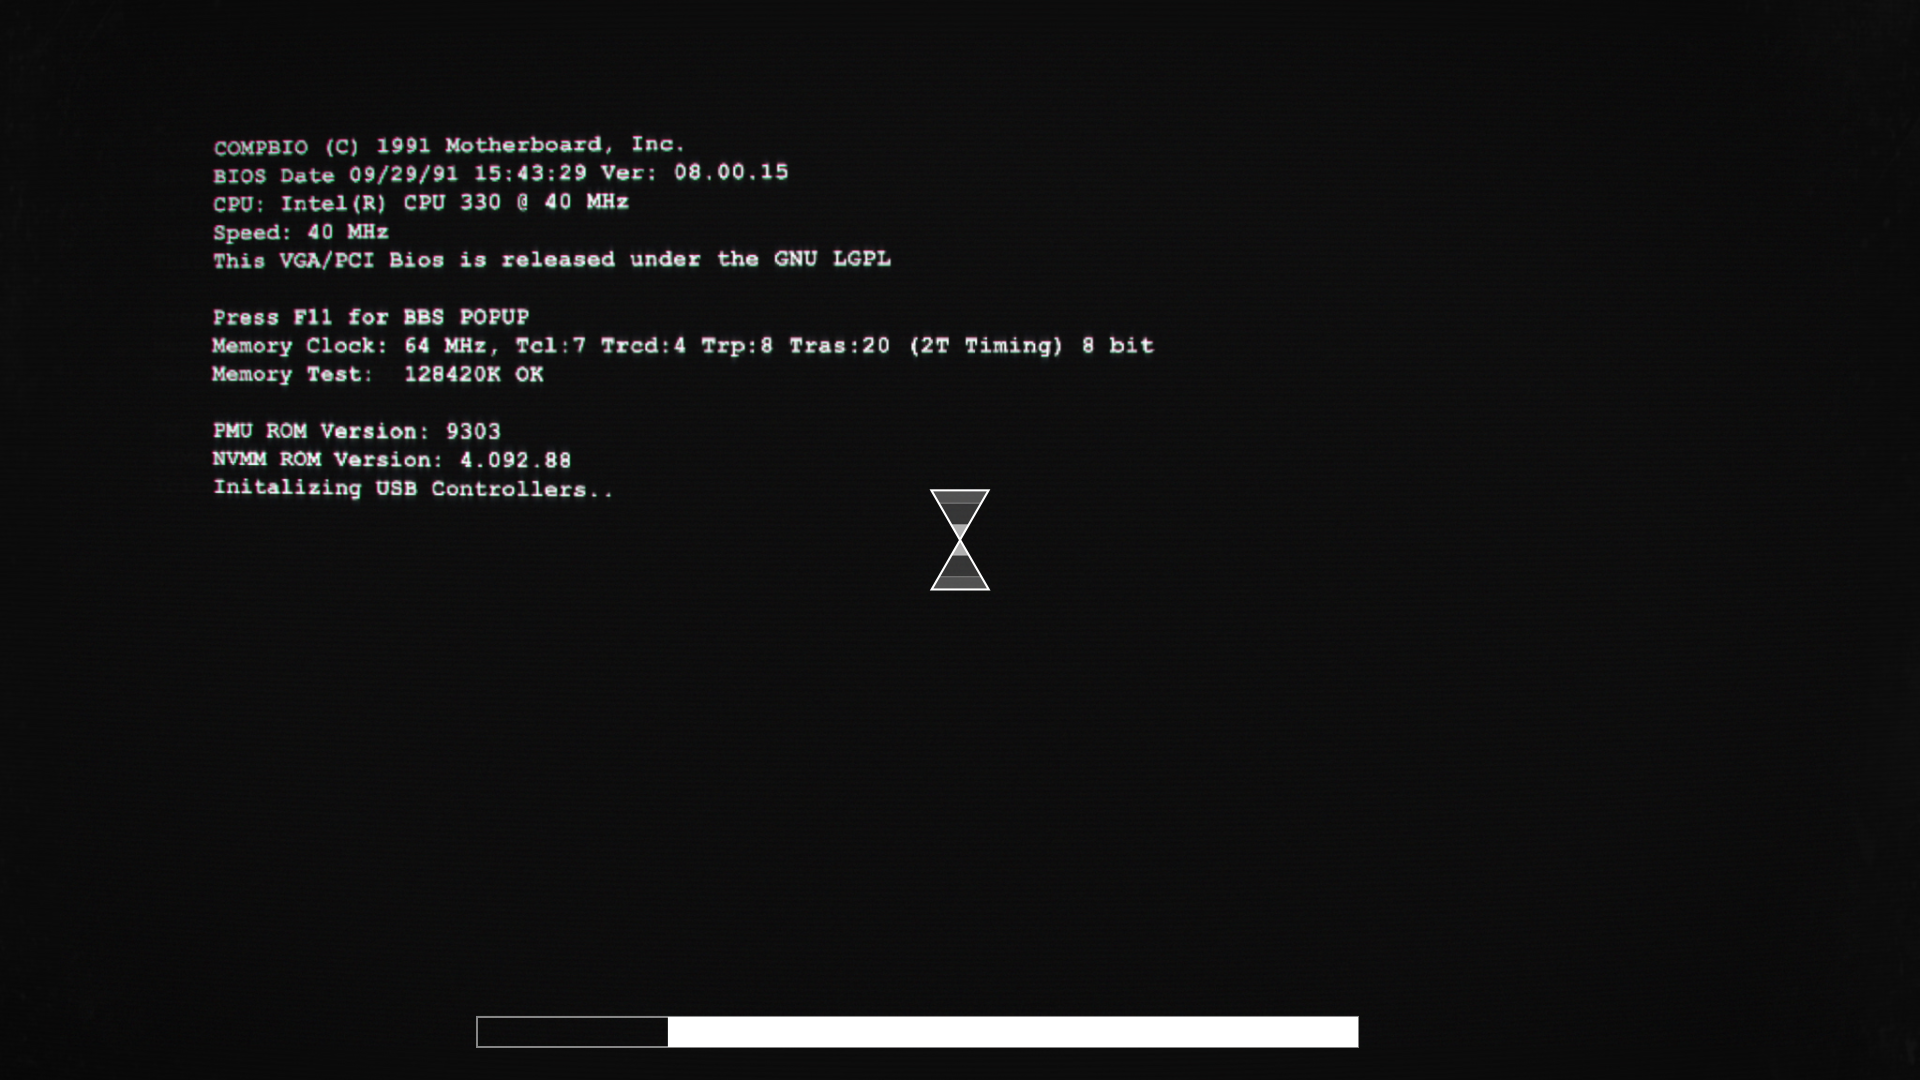 COMPBIO (C) 1991 Motherboard, Inc.
BIOS Date 09/29/91 15:43:29 Ver: 08.00.15
CPU: Intel(R) CPU 330 @ 40 MHz
Speed: 40 MHz
This VGA/PCI Bios is released under the GNU LGPL
Press F11 for BBS POPUP
Memory Clock: 64 MHz, Tcl:7 Trcd:4 Trp:8 Tras:20 (2T Timing) 8 bit
Memory Test:  128420K OK
PMU ROM Version: 9303
NVMM ROM Version: 4.092.88
Initalizing USB Controllers..